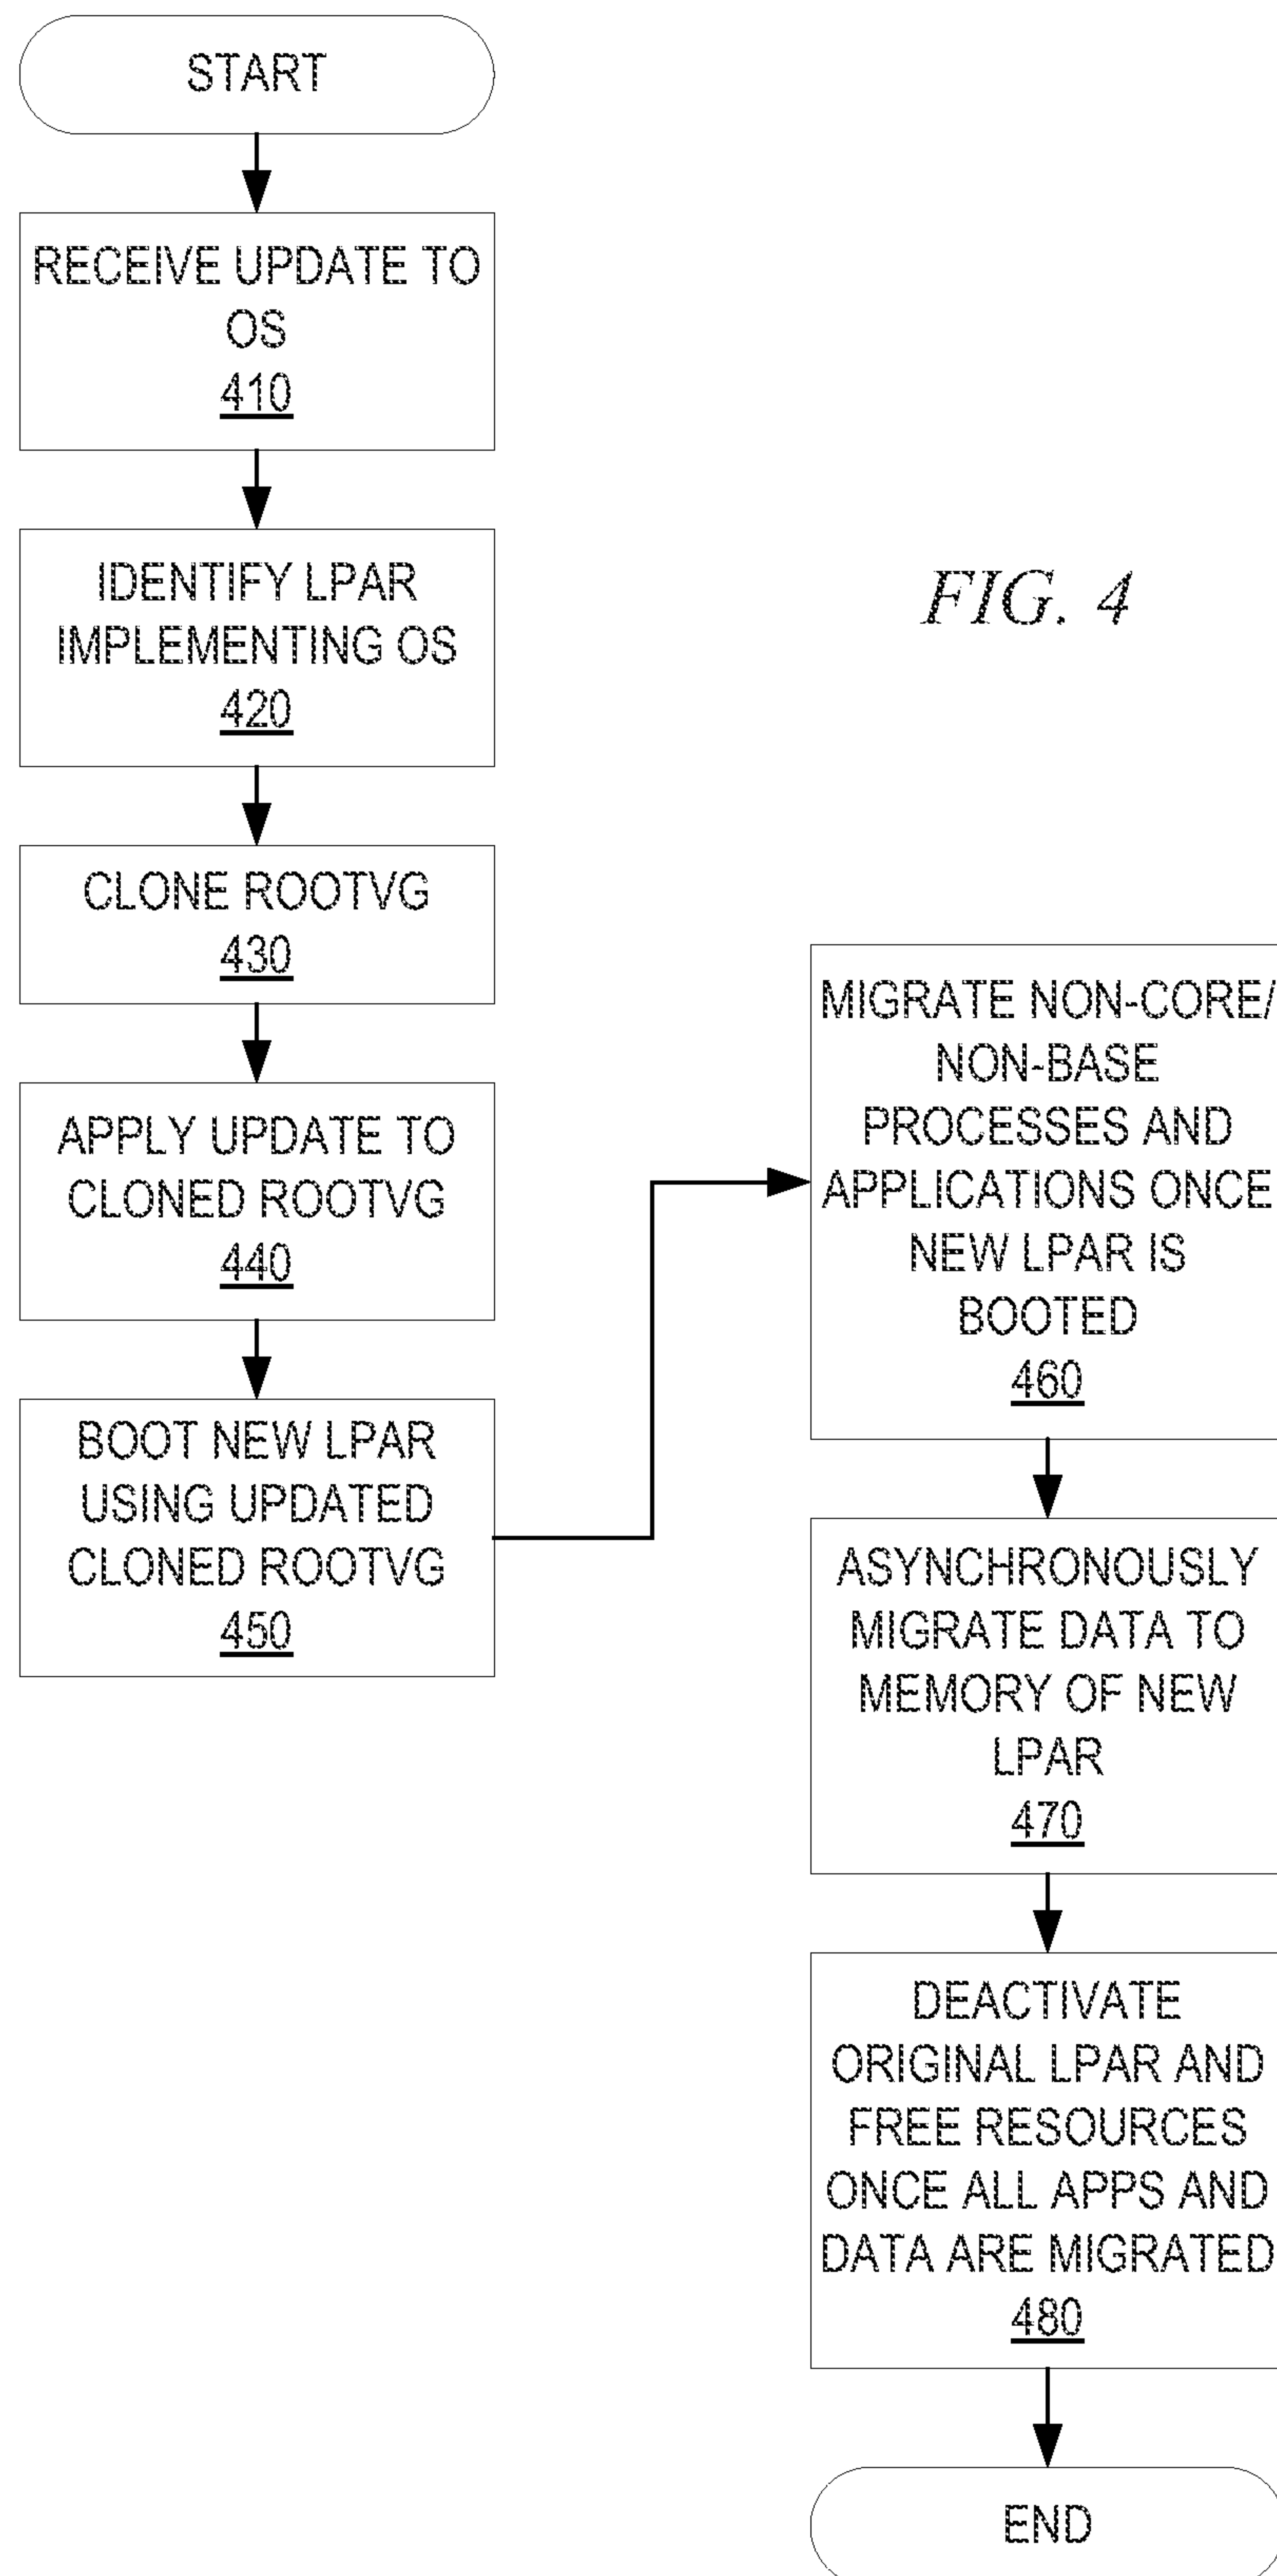 START
RECEIVE UPDATE TO
OS
410
IDENTIFY LPAR
IMPLEMENTING OS
420
CLONE ROOTVG
430
APPLY UPDATE TO
CLONED ROOTVG
440
BOOT NEW LPAR
USING UPDATED
CLONED ROOTVG
450
FIG. 4
MIGRATE NON-CORE/
NON-BASE
PROCESSES AND
APPLICATIONS ONCE
NEW LPAR IS
BOOTED
460
ASYNCHRONOUSLY
MIGRATE DATA TO
MEMORY OF NEW
LPAR
470
DEACTIVATE
ORIGINAL LPAR AND
FREE RESOURCES
ONCE ALL APPS AND
DATA ARE MIGRATED
480
END